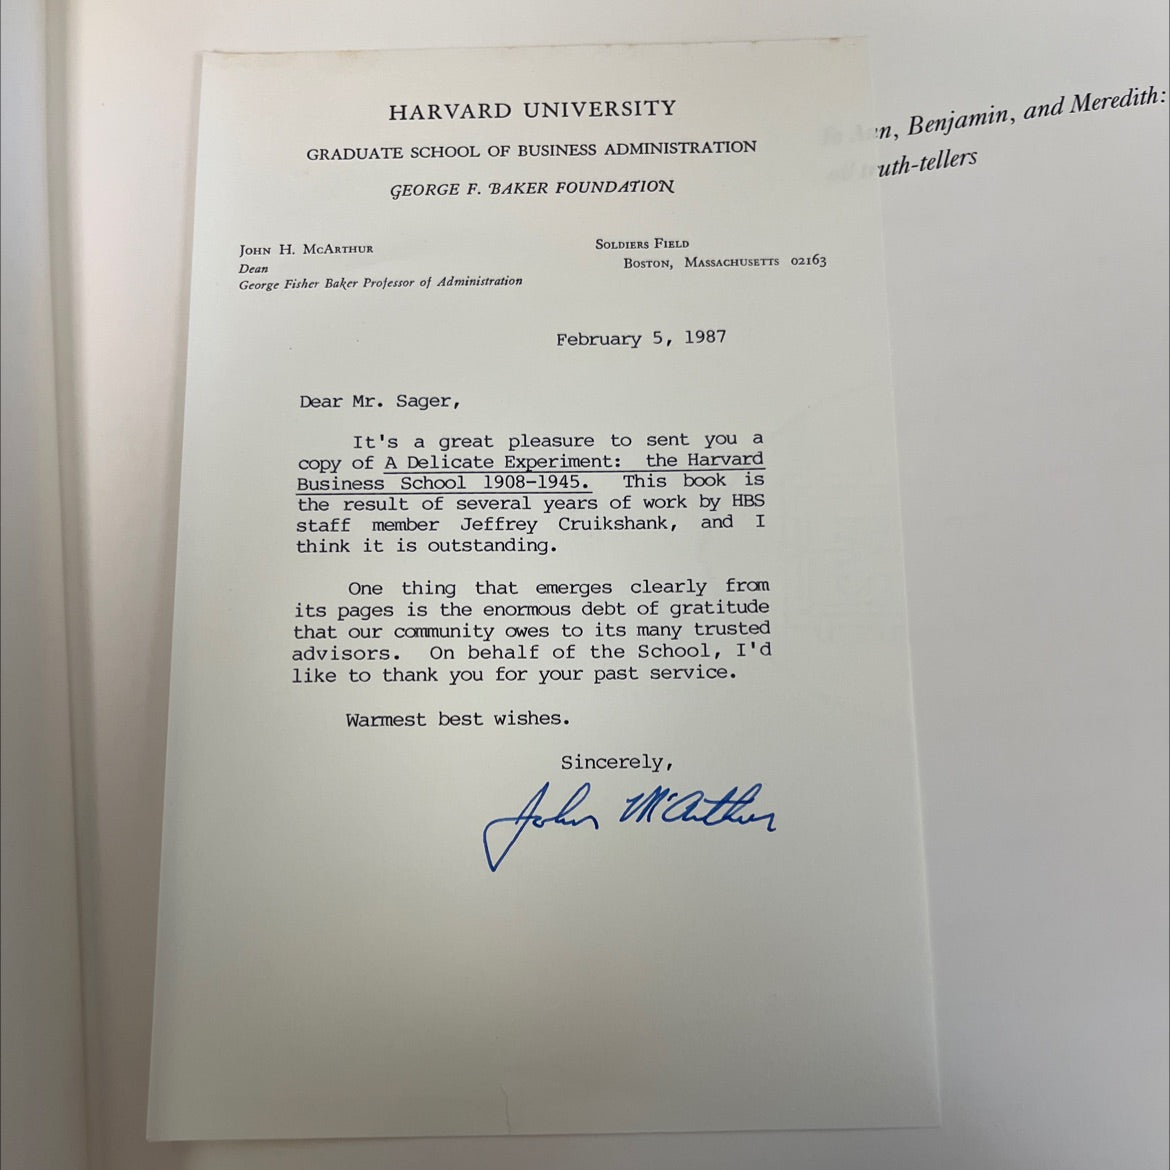 HARVARD UNIVERSITY
GRADUATE SCHOOL OF BUSINESS ADMINISTRATION
GEORGE F. BAKER FOUNDATION
JOHN H. MCARTHUR
Dean
George Fisher Baker Professor of Administration
SOLDIERS FIELD
BOSTON, MASSACHUSETTS 02163
February 5, 1987
Dear Mr. Sager,
It's a great pleasure to sent you a
copy of A Delicate Experiment: the Harvard
Business School 1908-1945. This book is
the result of several years of work by HBS
staff member Jeffrey Cruikshank, and I
think it is outstanding.
One thing that emerges clearly from
its pages is the enormous debt of gratitude
that our community owes to its many trusted
advisors. On behalf of the School, I'd
like to thank you for your past service.
Warmest best wishes.
Sincerely,
John McArthur
n, Benjamin, and Meredith:
uth-tellers